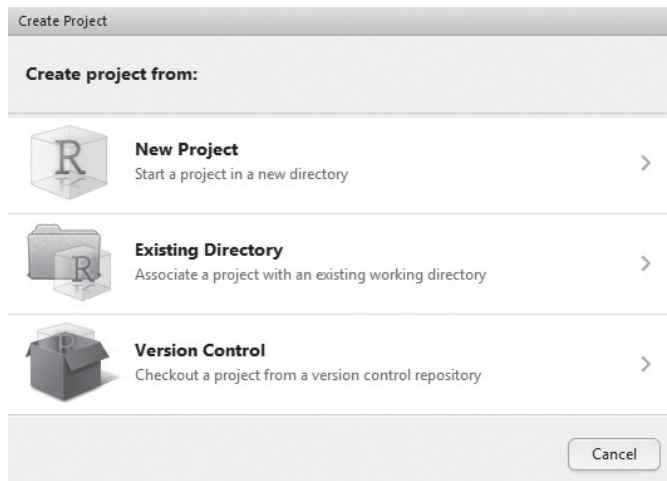 Create Project
Create project from:
R
New Project
Start a project in a new directory
R
Existing Directory
Associate a project with an existing working directory
R
Version Control
Checkout a project from a version control repository
Cancel